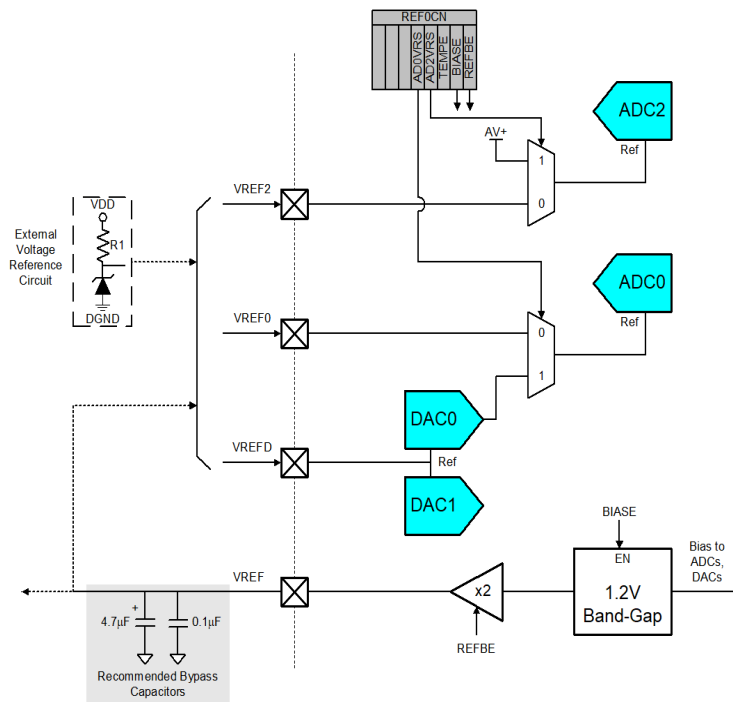 REF0CN
AD0VRS
AD2VRS
TEMPE
BIASE
REFBE
ADC2
Ref
AV+
1
0
VREF2
External
Voltage
Reference
Circuit
VDD
R1
DGND
ADC0
Ref
VREF0
0
1
DAC0
VREFD
Ref
DAC1
BIASE
EN
1.2V
Band-Gap
Bias to
ADCs,
DACs
VREF
x2
REFBE
+
4.7µF
0.1µF
Recommended Bypass
Capacitors